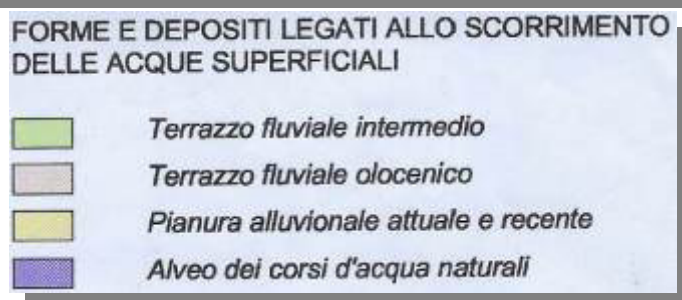 FORME E DEPOSITI LEGATI ALLO SCORRIMENTO
DELLE ACQUE SUPERFICIALI
Terrazzo fluviale intermedio
Terrazzo fluviale olocenico
Pianura alluvionale attuale e recente
Alveo dei corsi d'acqua naturali